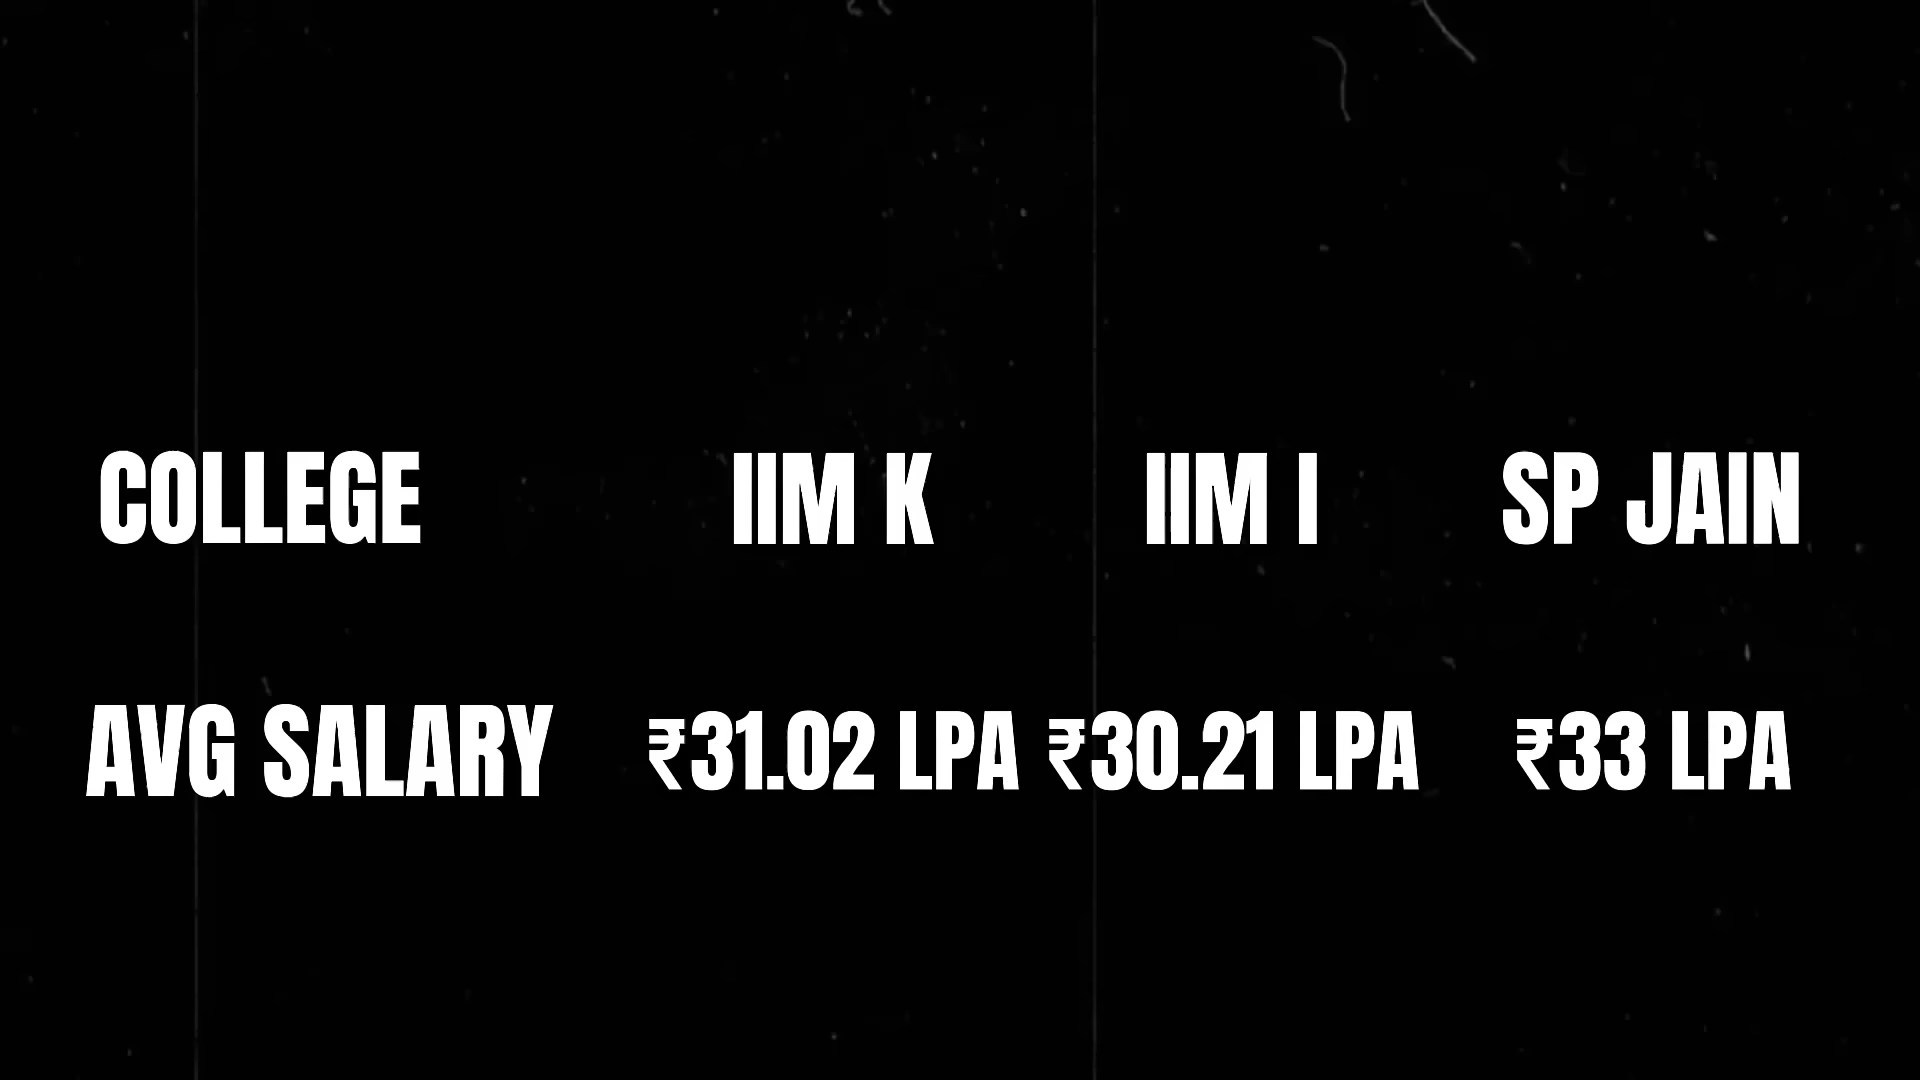 COLLEGE IIM K IIM I SP JAIN
AVG SALARY ₹31.02 LPA ₹30.21 LPA ₹33 LPA